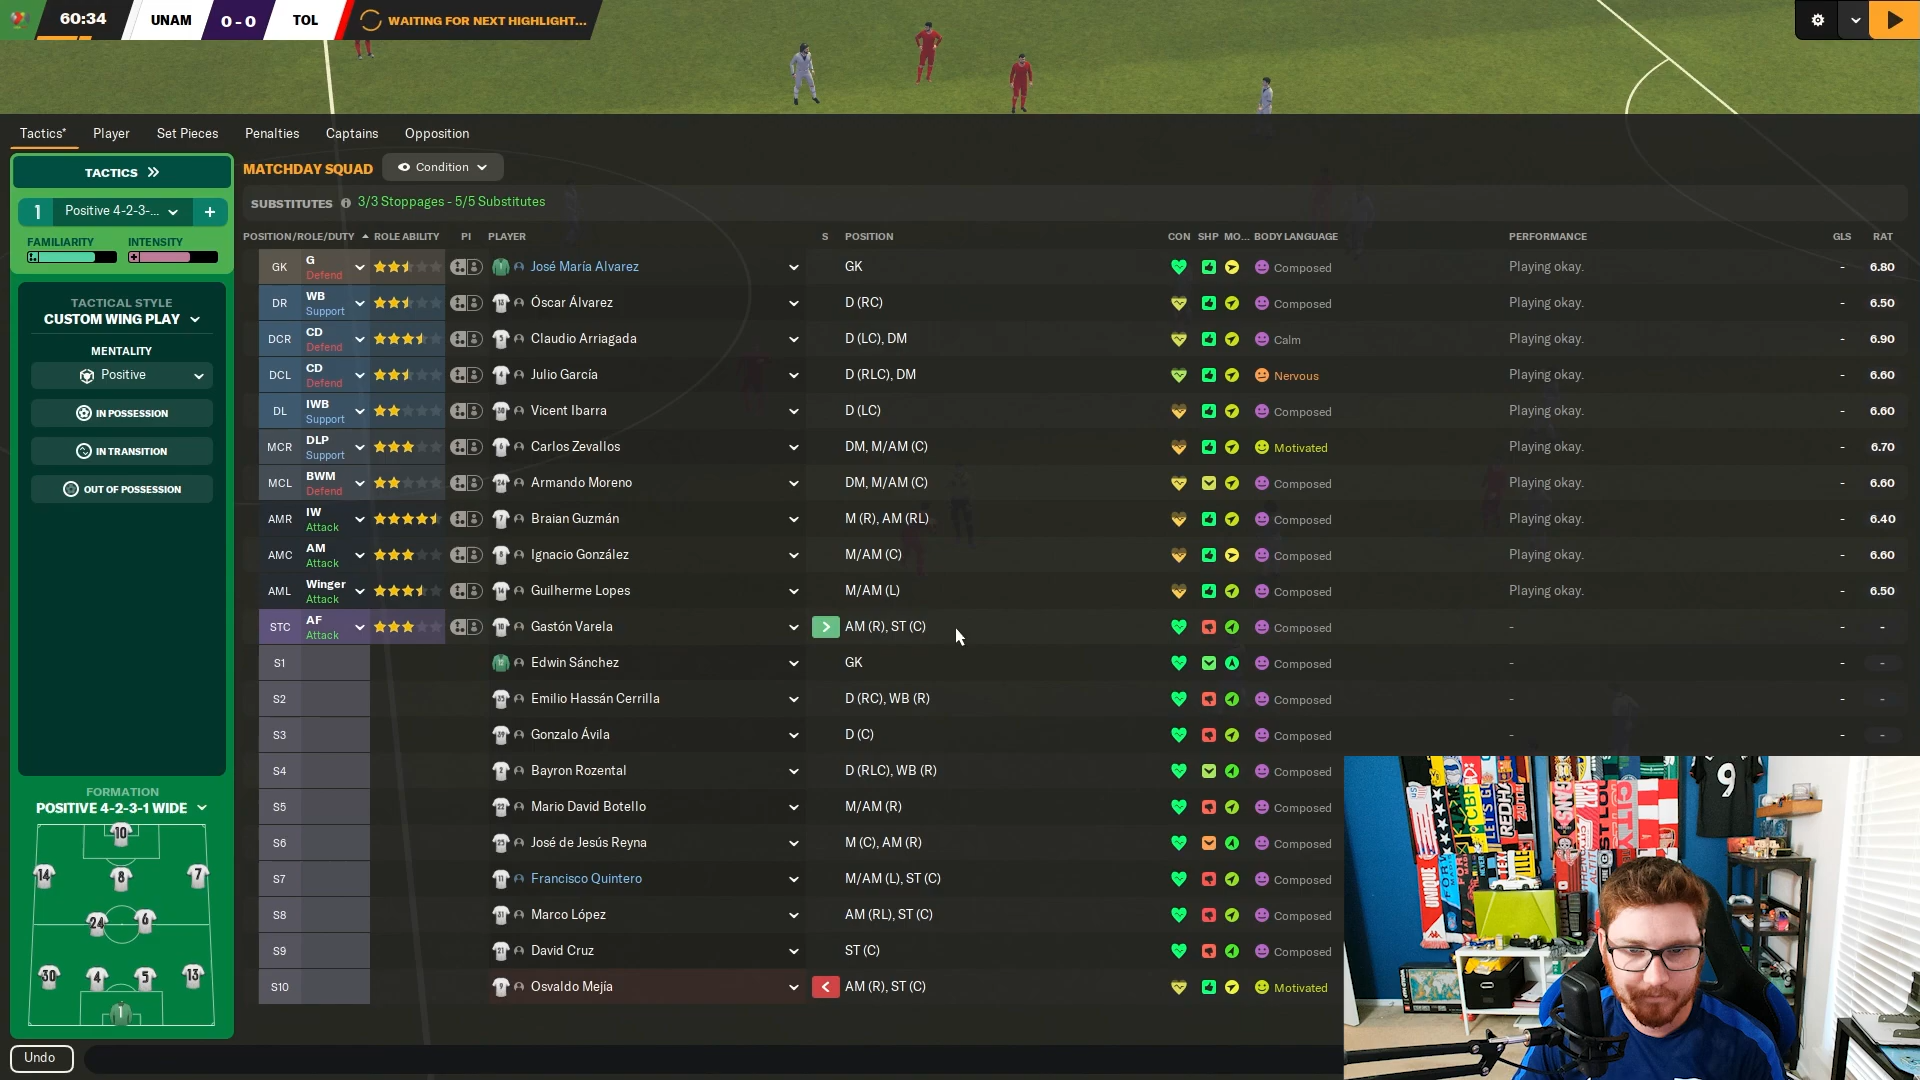 60:34 UNAM 0 - 0 TOL WAITING FOR NEXT HIGHLIGHT...
Tactics* Player Set Pieces Penalties Captains Opposition
TACTICS
1 Positive 4-2-3-... +
FAMILIARITY INTENSITY
TACTICAL STYLE
CUSTOM WING PLAY
MENTALITY
Positive
IN POSSESSION
IN TRANSITION
OUT OF POSSESSION
FORMATION
POSITIVE 4-2-3-1 WIDE
10
14 8 7
24 6
30 4 5 13
1
Undo
MATCHDAY SQUAD Condition
SUBSTITUTES 3/3 Stoppages - 5/5 Substitutes
POSITION/ROLE/DUTY ROLE ABILITY PI PLAYER S POSITION CON SHP MO... BODY LANGUAGE PERFORMANCE GLS RAT
GK G Defend José María Alvarez GK Composed Playing okay. - 6.80
DR WB Support Óscar Álvarez D (RC) Composed Playing okay. - 6.50
DCR CD Defend Claudio Arriagada D (LC), DM Calm Playing okay. - 6.90
DCL CD Defend Julio García D (RLC), DM Nervous Playing okay. - 6.60
DL IWB Support Vicent Ibarra D (LC) Composed Playing okay. - 6.60
MCR DLP Support Carlos Zevallos DM, M/AM (C) Motivated Playing okay. - 6.70
MCL BWM Defend Armando Moreno DM, M/AM (C) Composed Playing okay. - 6.60
AMR IW Attack Braian Guzmán M (R), AM (RL) Composed Playing okay. - 6.40
AMC AM Attack Ignacio González M/AM (C) Composed Playing okay. - 6.60
AML Winger Attack Guilherme Lopes M/AM (L) Composed Playing okay. - 6.50
STC AF Attack Gastón Varela AM (R), ST (C) Composed - - -
S1 Edwin Sánchez GK Composed - - -
S2 Emilio Hassán Cerrilla D (RC), WB (R) Composed - - -
S3 Gonzalo Ávila D (C) Composed - - -
S4 Bayron Rozental D (RLC), WB (R) Composed
S5 Mario David Botello M/AM (R) Composed
S6 José de Jesús Reyna M (C), AM (R) Composed
S7 Francisco Quintero M/AM (L), ST (C) Composed
S8 Marco López AM (RL), ST (C) Composed
S9 David Cruz ST (C) Composed
S10 Osvaldo Mejía AM (R), ST (C) Motivated
9